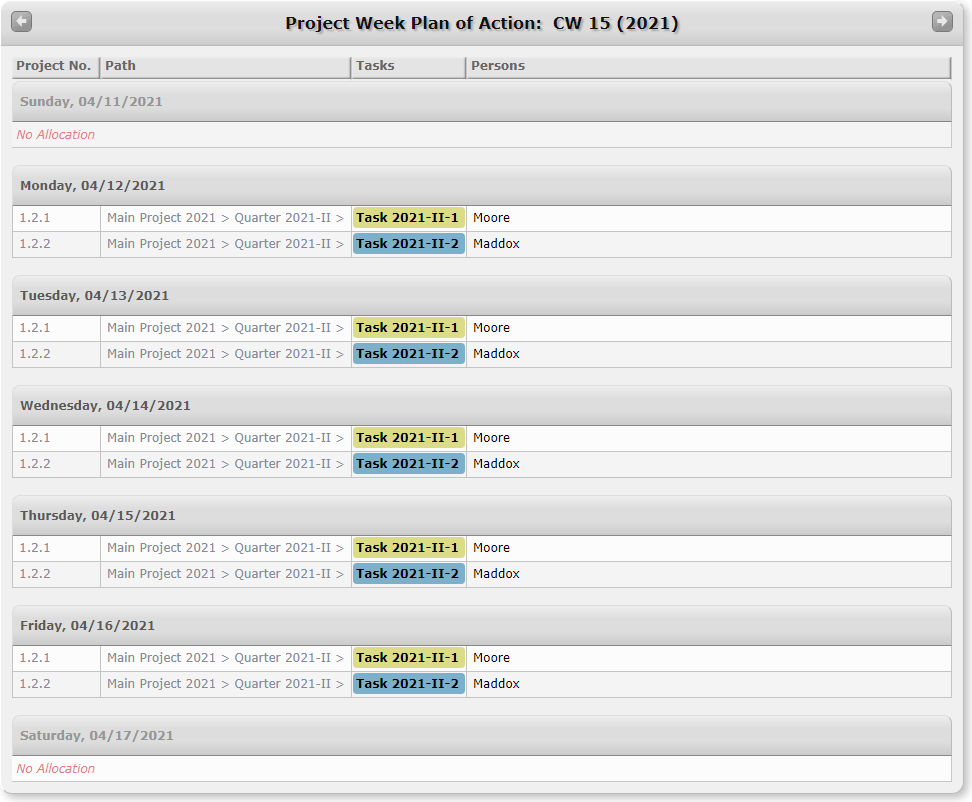 Project Week Plan of Action: CW 15 (2021)
Project No. Path Tasks Persons
Sunday, 04/11/2021
No Allocation
Monday, 04/12/2021
1.2.1 Main Project 2021 > Quarter 2021-II > Task 2021-II-1 Moore
1.2.2 Main Project 2021 > Quarter 2021-II > Task 2021-II-2 Maddox
Tuesday, 04/13/2021
1.2.1 Main Project 2021 > Quarter 2021-II > Task 2021-II-1 Moore
1.2.2 Main Project 2021 > Quarter 2021-II > Task 2021-II-2 Maddox
Wednesday, 04/14/2021
1.2.1 Main Project 2021 > Quarter 2021-II > Task 2021-II-1 Moore
1.2.2 Main Project 2021 > Quarter 2021-II > Task 2021-II-2 Maddox
Thursday, 04/15/2021
1.2.1 Main Project 2021 > Quarter 2021-II > Task 2021-II-1 Moore
1.2.2 Main Project 2021 > Quarter 2021-II > Task 2021-II-2 Maddox
Friday, 04/16/2021
1.2.1 Main Project 2021 > Quarter 2021-II > Task 2021-II-1 Moore
1.2.2 Main Project 2021 > Quarter 2021-II > Task 2021-II-2 Maddox
Saturday, 04/17/2021
No Allocation